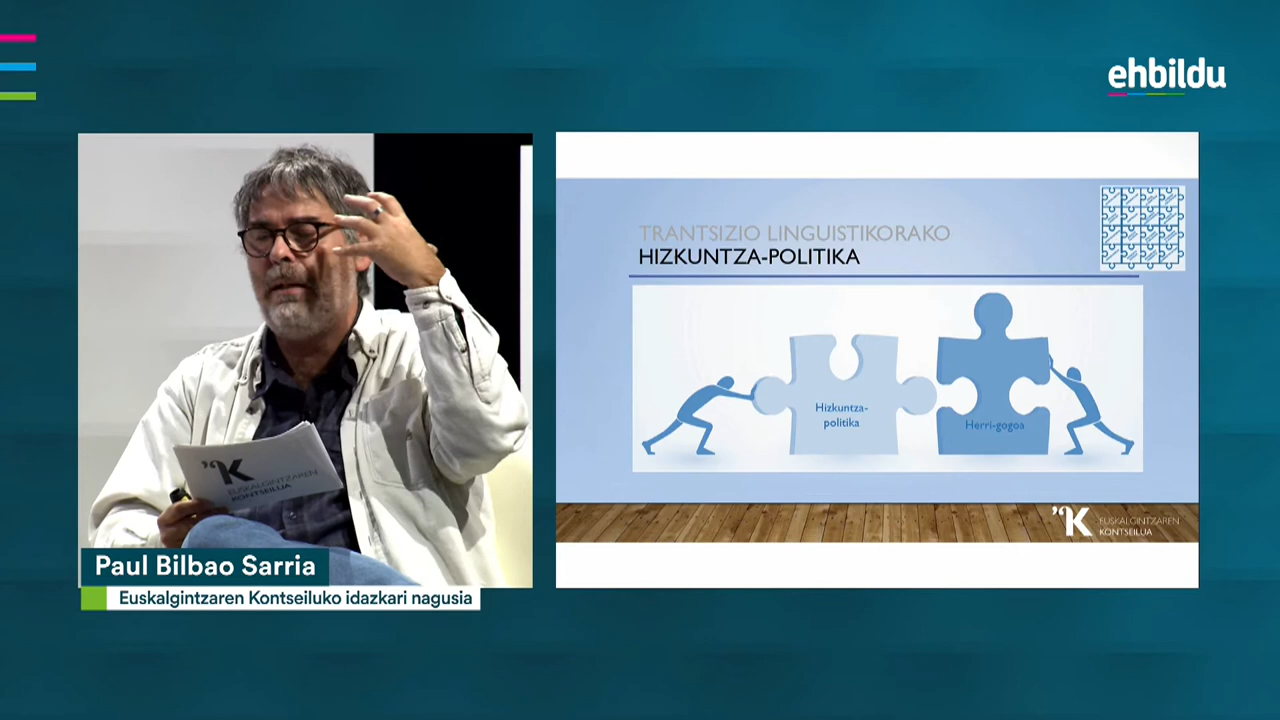 ehbildu
TRANTSIZIO LINGUISTIKORAKO
HIZKUNTZA-POLITIKA
Hizkuntza-
politika
Herri-gogoa
"K
EUSKALGINTZAREN
KONTSEILUA
"K
EUSKALGINTZAREN
KONTSEILUA
Paul Bilbao Sarria
Euskalgintzaren Kontseiluko idazkari nagusia